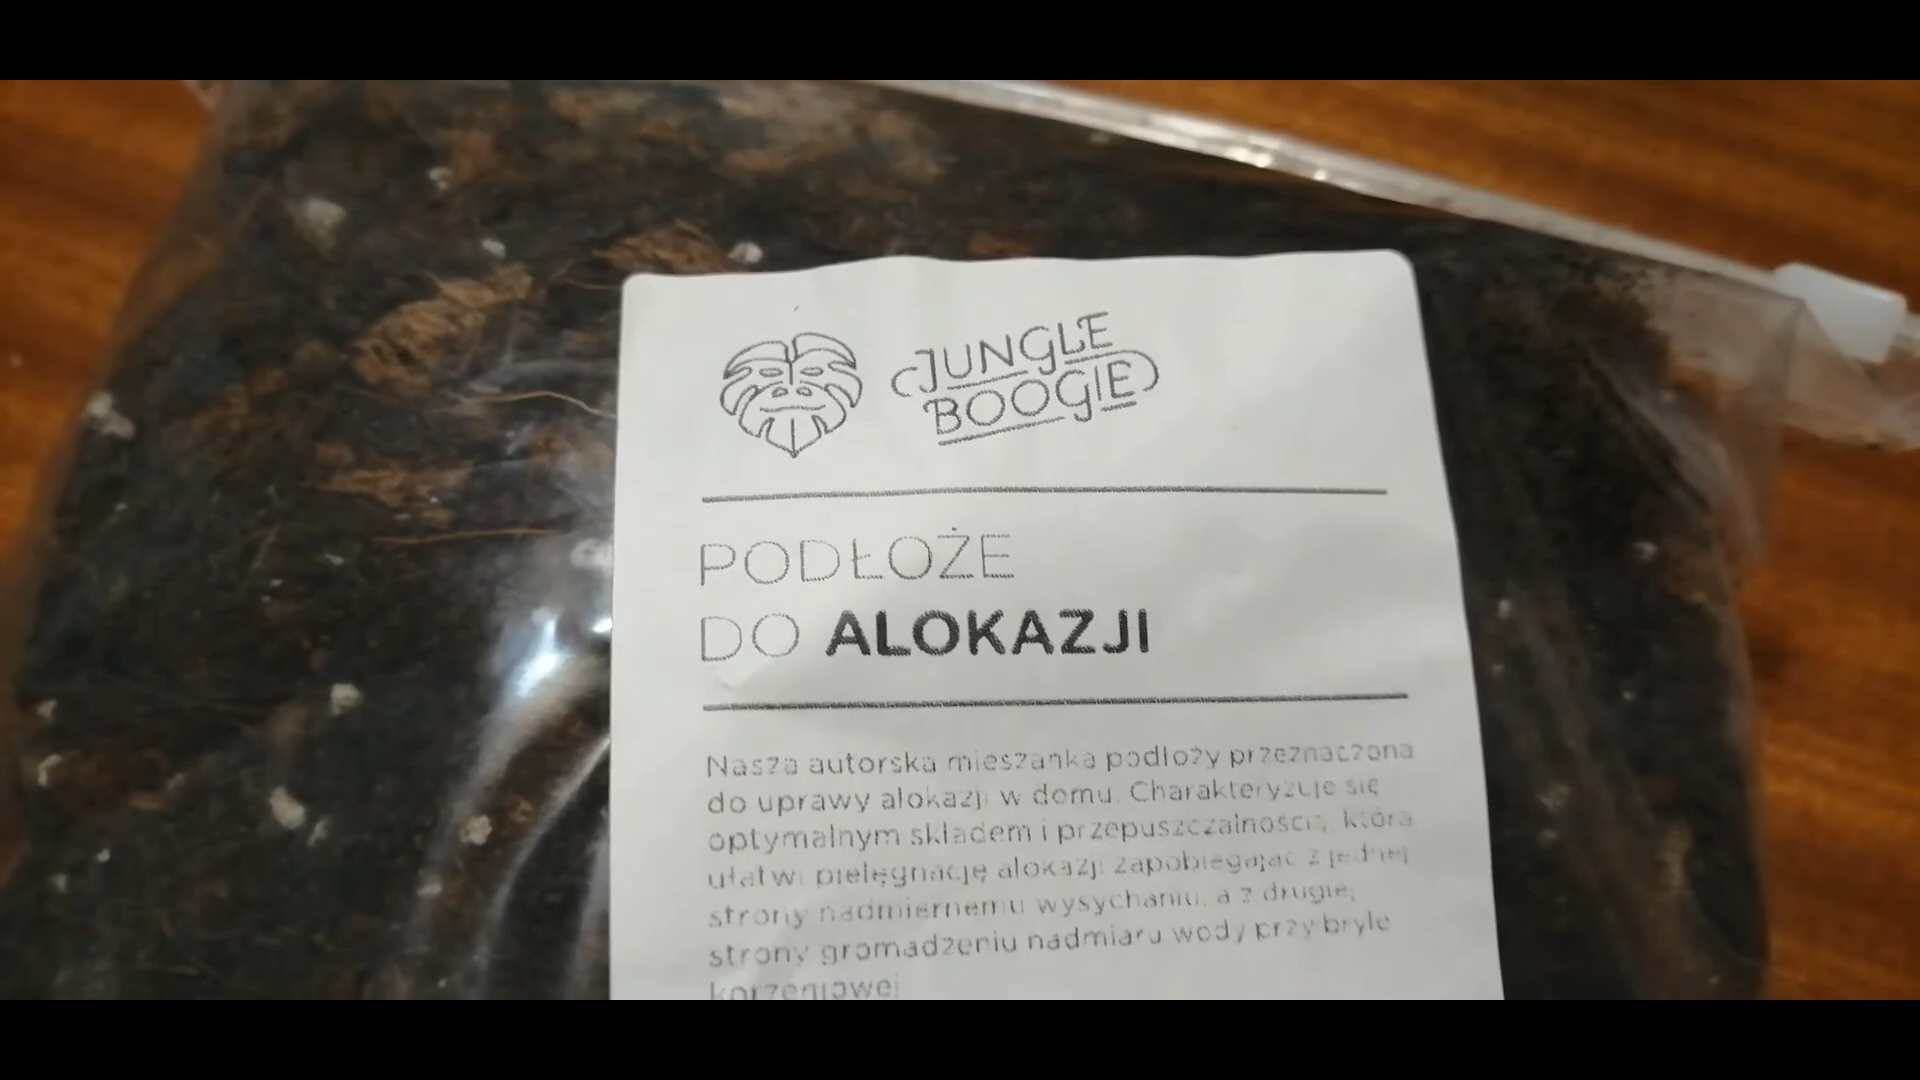 JUNGLE
BOOGIE
PODŁOŻE
DO ALOKAZJI
Nasza autorska mieszanka podłoży przeznaczona
do uprawy alokazji w domu. Charakteryzuje się
optymalnym składem i przepuszczalnością, która
ułatwi pielęgnację alokazji zapobiegając z jednej
strony nadmiernemu wysychaniu, a z drugiej
strony gromadzeniu nadmiaru wody przy bryle
korzeniowej